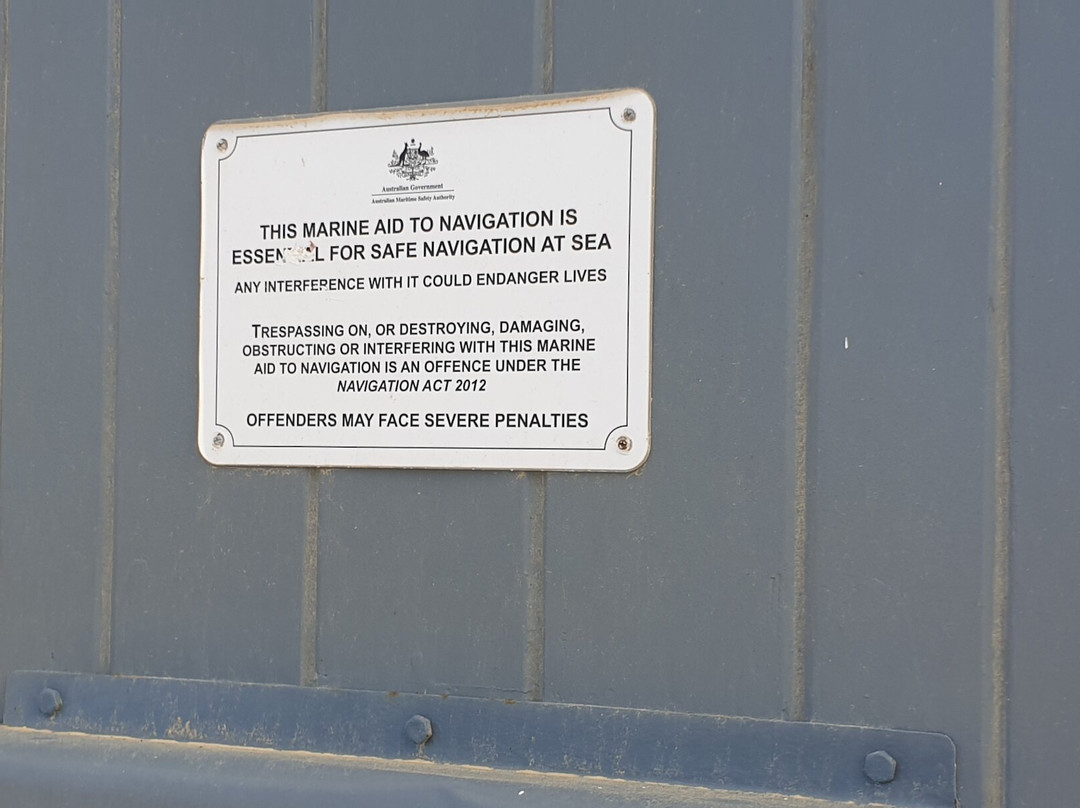 Australian Government
Australian Maritime Safety Authority
THIS MARINE AID TO NAVIGATION IS
ESSENTIAL FOR SAFE NAVIGATION AT SEA
ANY INTERFERENCE WITH IT COULD ENDANGER LIVES
TRESPASSING ON, OR DESTROYING, DAMAGING,
OBSTRUCTING OR INTERFERING WITH THIS MARINE
AID TO NAVIGATION IS AN OFFENCE UNDER THE
NAVIGATION ACT 2012
OFFENDERS MAY FACE SEVERE PENALTIES